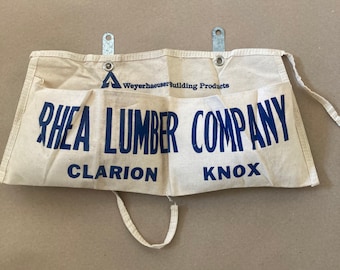 Weyerhaeuser Building Products
RHEA LUMBER COMPANY
CLARION KNOX